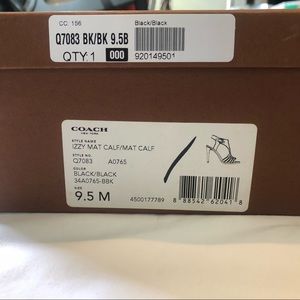 CC. 156 Black/Black
Q7083 BK/BK 9.5B
QTY:1 000 920149501
COACH
NEW YORK
STYLE NAME
IZZY MAT CALF/MAT CALF
STYLE A.NO.
Q7083 A0765
COLOR
BLACK/BLACK
34A0765-BBK
SIZE
9.5 M
4500177789
8 88542 62041 8